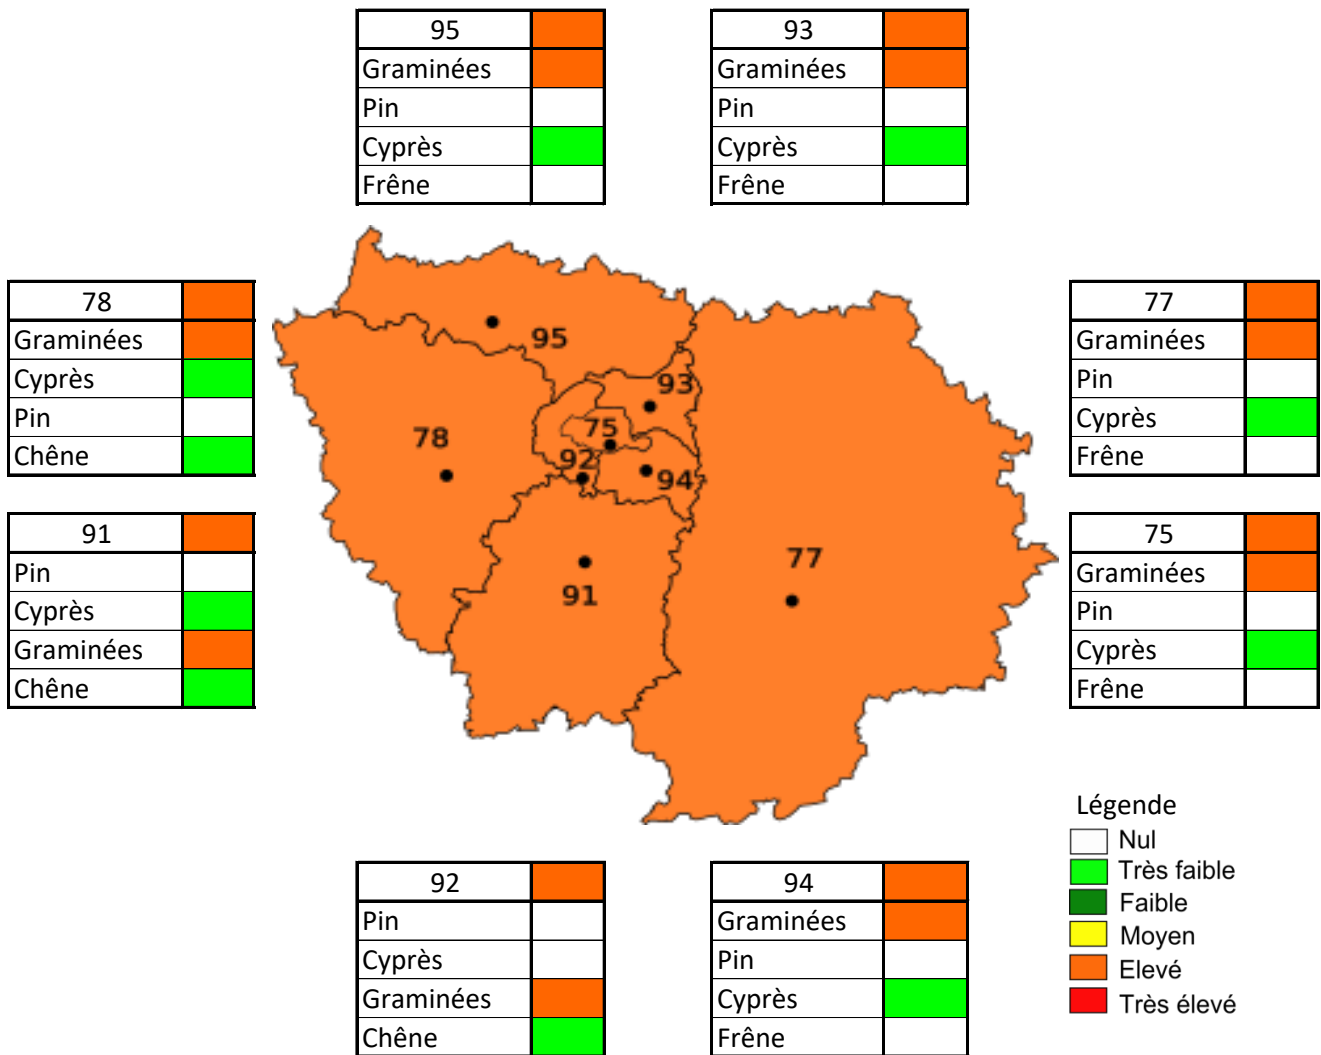 95
Graminées
Pin
Cyprès
Frêne
93
Graminées
Pin
Cyprès
Frêne
78
Graminées
Cyprès
Pin
Chêne
91
Pin
Cyprès
Graminées
Chêne
95
93
75
78
92
94
77
91
77
Graminées
Pin
Cyprès
Frêne
75
Graminées
Pin
Cyprès
Frêne
92
Pin
Cyprès
Graminées
Chêne
94
Graminées
Pin
Cyprès
Frêne
Légende
Nul
Très faible
Faible
Moyen
Elevé
Très élevé